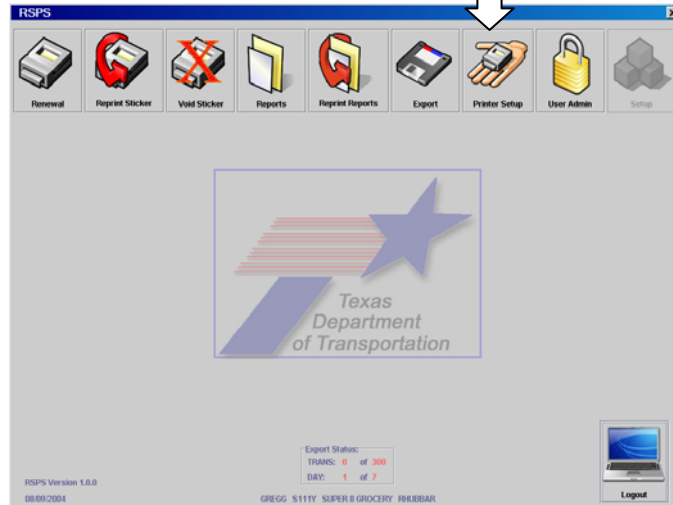 RSPS
Renewal
Reprint Sticker
Void Sticker
Reports
Reprint Reports
Export
Printer Setup
User Admin
Setup
Texas
Department
of Transportation
Export Status:
TRANS: 0 of 300
DAY: 1 of 7
RSPS Version 1.0.0
08/09/2004
GREGG S111Y SUPER 8 GROCERY RHUBBAR
Logout